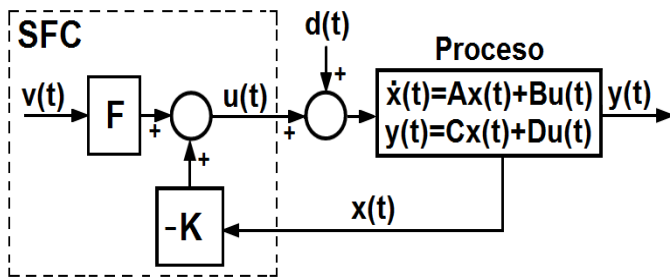 SFC
d(t)
Proceso
v(t)
F
u(t)
ẋ(t)=Ax(t)+Bu(t)
y(t)=Cx(t)+Du(t)
y(t)
+
+
+
+
-K
x(t)